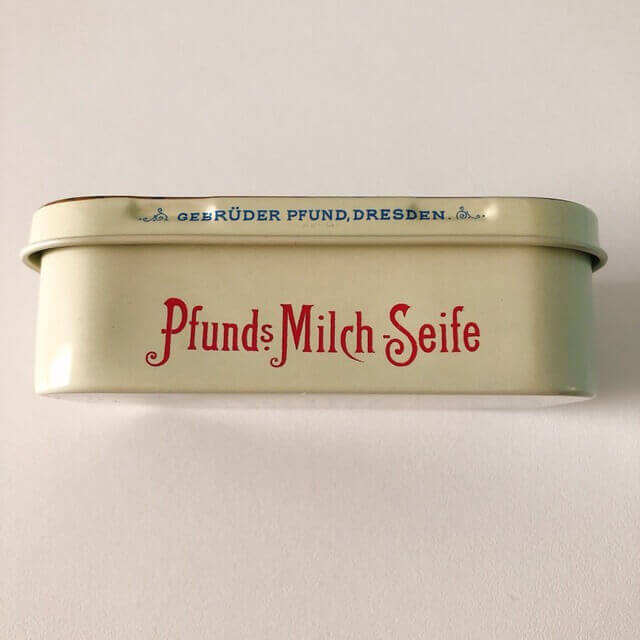 GEBRÜDER PFUND, DRESDEN.
Pfunds Milch-Seife